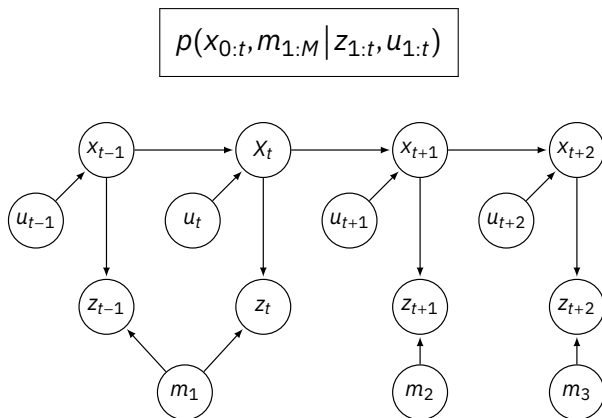 p(x_{0:t}, m_{1:M} | z_{1:t}, u_{1:t})
x_{t−1} X_t x_{t+1} x_{t+2}
u_{t−1} u_t u_{t+1} u_{t+2}
z_{t−1} z_t z_{t+1} z_{t+2}
m_1 m_2 m_3